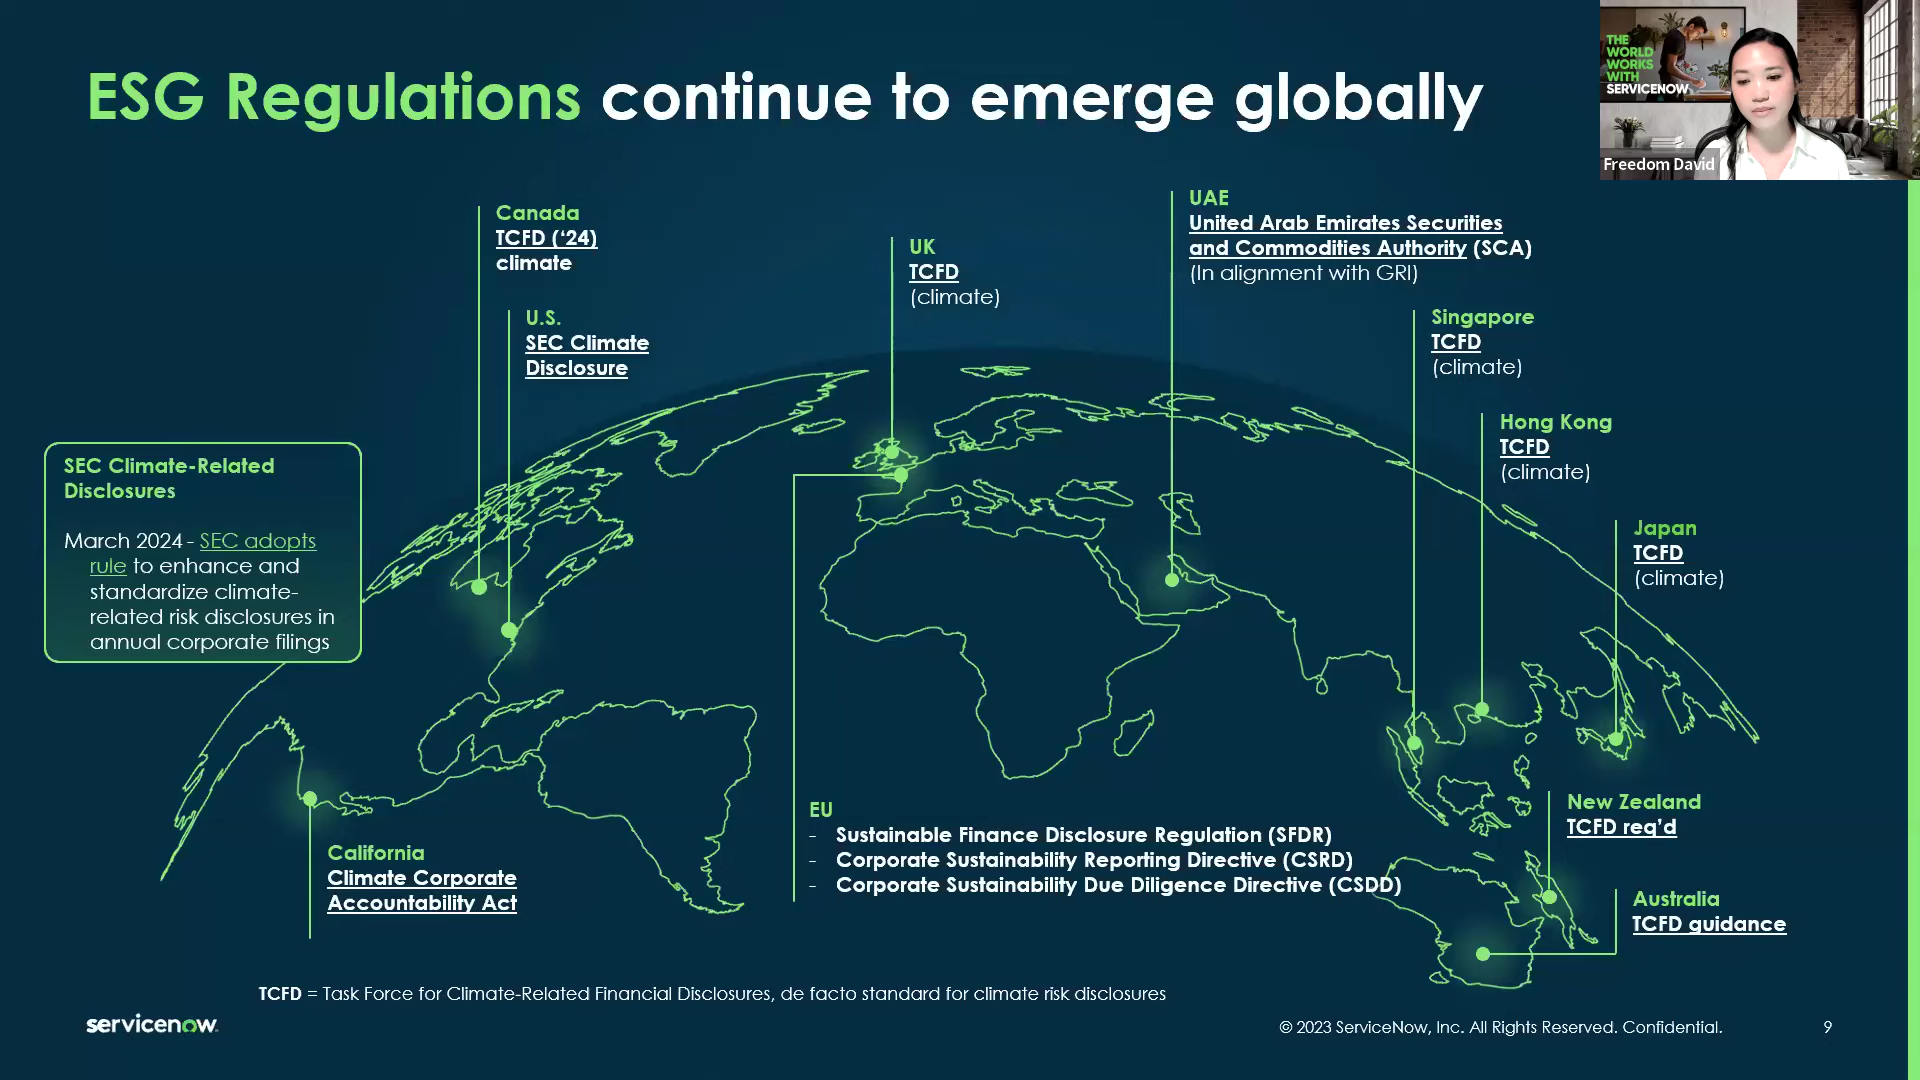 ESG Regulations continue to emerge globally
THE
WORLD
WORKS
WITH
SERVICENOW
Freedom David
Canada
TCFD (‘24)
climate
U.S.
SEC Climate
Disclosure
UK
TCFD
(climate)
UAE
United Arab Emirates Securities
and Commodities Authority (SCA)
(In alignment with GRI)
Singapore
TCFD
(climate)
Hong Kong
TCFD
(climate)
Japan
TCFD
(climate)
SEC Climate-Related
Disclosures
March 2024 - SEC adopts
rule to enhance and
standardize climate-
related risk disclosures in
annual corporate filings
California
Climate Corporate
Accountability Act
EU
- Sustainable Finance Disclosure Regulation (SFDR)
- Corporate Sustainability Reporting Directive (CSRD)
- Corporate Sustainability Due Diligence Directive (CSDD)
New Zealand
TCFD req’d
Australia
TCFD guidance
TCFD = Task Force for Climate-Related Financial Disclosures, de facto standard for climate risk disclosures
servicenow
© 2023 ServiceNow, Inc. All Rights Reserved. Confidential.
9